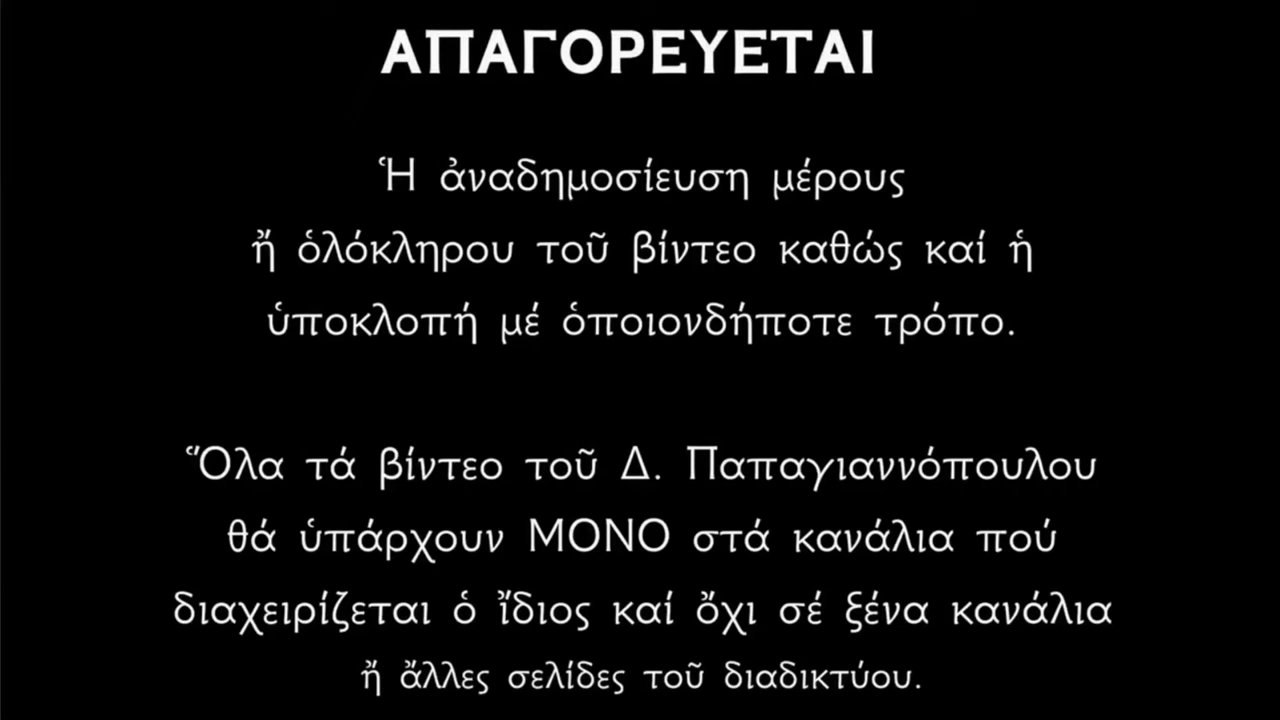 ΑΠΑΓΟΡΕΥΕΤΑΙ
Ἡ ἀναδημοσίευση μέρους
ἤ ὁλόκληρου τοῦ βίντεο καθώς καί ἡ
ὑποκλοπή μέ ὁποιονδήποτε τρόπο.
Ὅλα τά βίντεο τοῦ Δ. Παπαγιαννόπουλου
θά ὑπάρχουν ΜΟΝΟ στά κανάλια πού
διαχειρίζεται ὁ ἴδιος καί ὄχι σέ ξένα κανάλια
ἤ ἄλλες σελίδες τοῦ διαδικτύου.